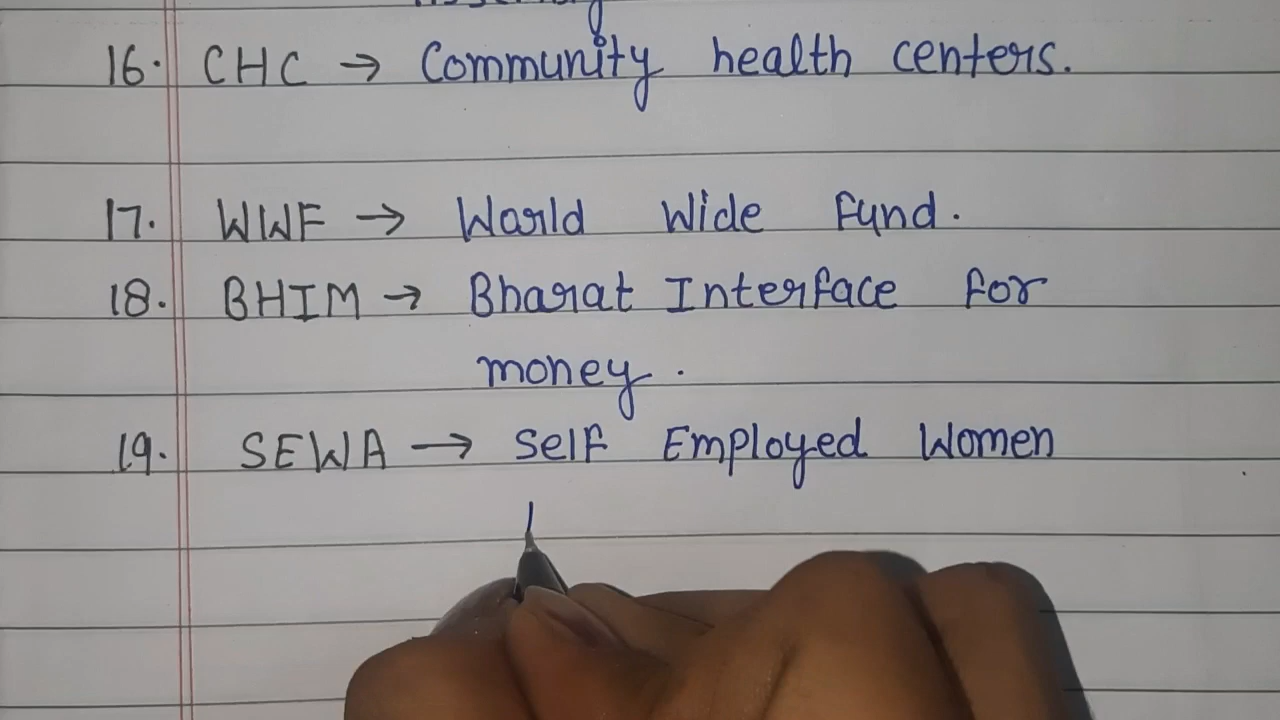 16. CHC → Community health centers.
17. WWF → World Wide Fund.
18. BHIM → Bharat Interface for
money.
19. SEWA → Self Employed Women